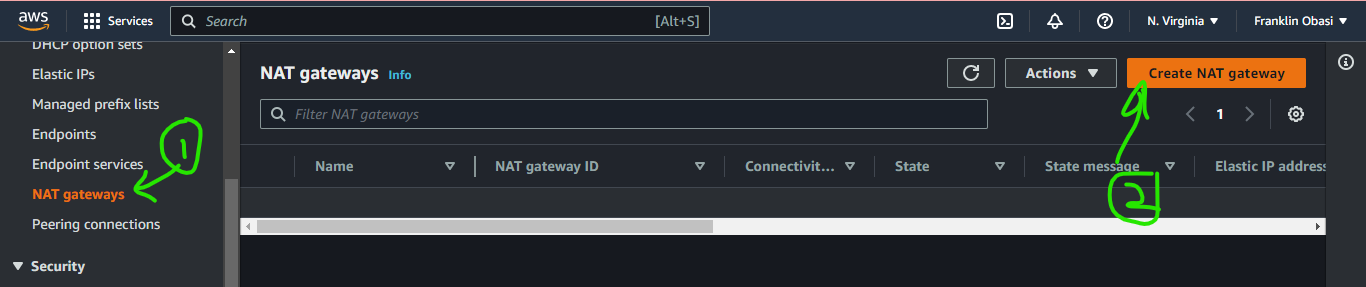 aws Services Search [Alt+S] N. Virginia Franklin Obasi
DHCP option sets
Elastic IPs
Managed prefix lists
Endpoints
Endpoint services
NAT gateways
Peering connections
Security
1
NAT gateways Info
Actions
Create NAT gateway
Filter NAT gateways
1
Name NAT gateway ID Connectivit... State State message Elastic IP address
2